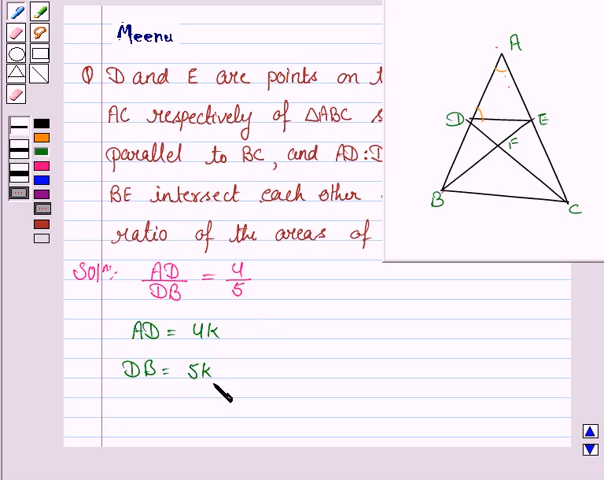 Meenu
Q D and E are points on t
AC respectively of △ABC s
parallel to BC, and AD:D
BE intersect each other
ratio of the areas of
Soln: AD/DB = 4/5
AD = 4k
DB = 5k
A
D E
F
B
C